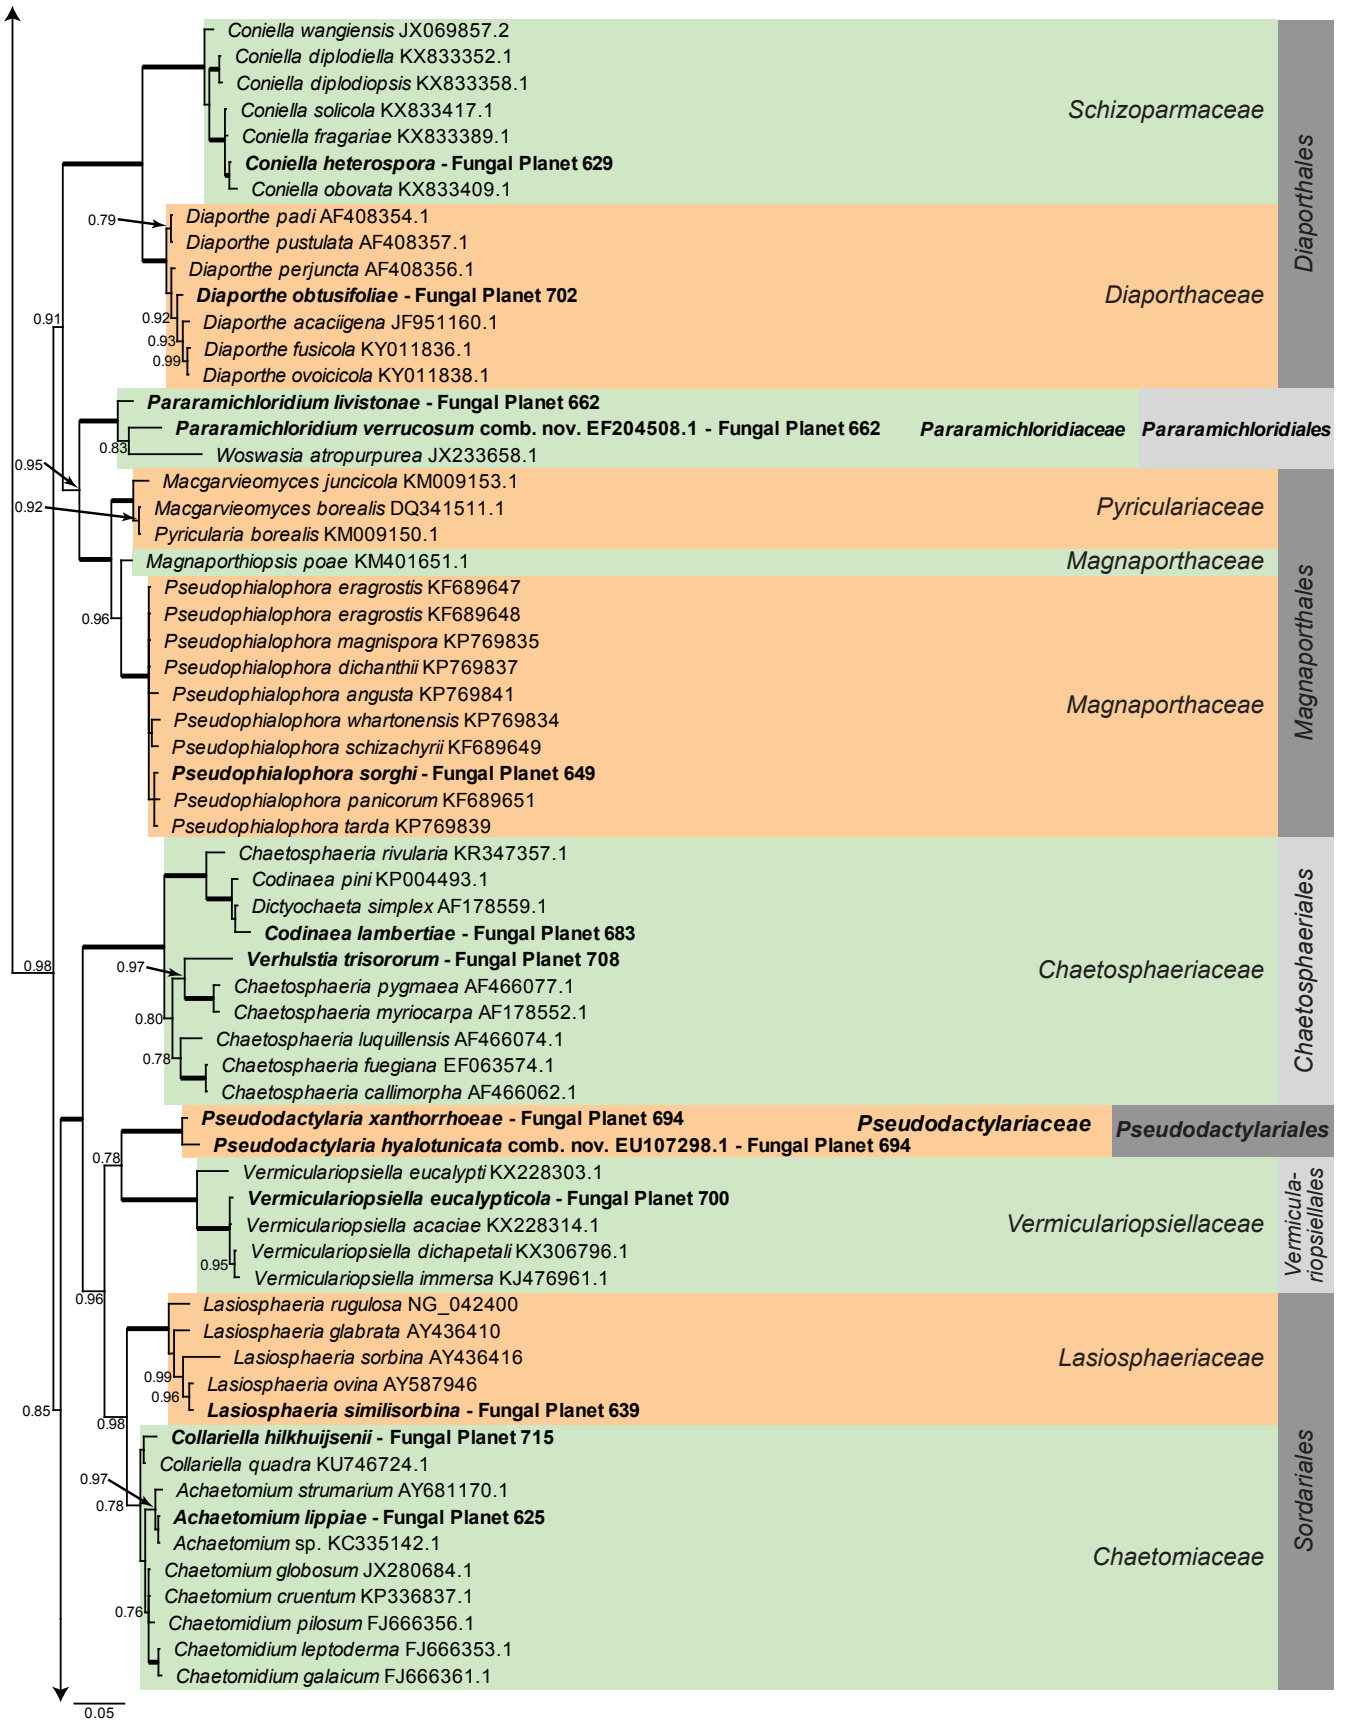 Coniella wangiensis JX069857.2
Coniella diplodiella KX833352.1
Coniella diplodiopsis KX833358.1
Coniella solicola KX833417.1
Schizoparmaceae
Coniella fragariae KX833389.1
Coniella heterospora - Fungal Planet 629
Coniella obovata KX833409.1
Diaporthales
0.79
Diaporthe padi AF408354.1
Diaporthe pustulata AF408357.1
Diaporthe perjuncta AF408356.1
Diaporthe obtusifoliae - Fungal Planet 702
Diaporthaceae
0.91
0.92
Diaporthe acaciigena JF951160.1
0.93
Diaporthe fusicola KY011836.1
0.99
Diaporthe ovoicicola KY011838.1
Pararamichloridium livistonae - Fungal Planet 662
Pararamichloridium verrucosum comb. nov. EF204508.1 - Fungal Planet 662
Pararamichloridiaceae
Pararamichloridiales
0.83
Woswasia atropurpurea JX233658.1
0.95
Macgarvieomyces juncicola KM009153.1
0.92
Macgarvieomyces borealis DQ341511.1
Pyriculariaceae
Pyricularia borealis KM009150.1
Magnaporthiopsis poae KM401651.1
Magnaporthaceae
Pseudophialophora eragrostis KF689647
0.96
Pseudophialophora eragrostis KF689648
Pseudophialophora magnispora KP769835
Magnaporthales
Pseudophialophora dichanthii KP769837
Pseudophialophora angusta KP769841
Magnaporthaceae
Pseudophialophora whartonensis KP769834
Pseudophialophora schizachyrii KF689649
Pseudophialophora sorghi - Fungal Planet 649
Pseudophialophora panicorum KF689651
Pseudophialophora tarda KP769839
Chaetosphaeria rivularia KR347357.1
Codinaea pini KP004493.1
Dictyochaeta simplex AF178559.1
Codinaea lambertiae - Fungal Planet 683
0.98
0.97
Verhulstia trisororum - Fungal Planet 708
Chaetosphaeriaceae
Chaetosphaeriales
Chaetosphaeria pygmaea AF466077.1
0.80
Chaetosphaeria myriocarpa AF178552.1
Chaetosphaeria luquillensis AF466074.1
0.78
Chaetosphaeria fuegiana EF063574.1
Chaetosphaeria callimorpha AF466062.1
Pseudodactylaria xanthorrhoeae - Fungal Planet 694
Pseudodactylariaceae
Pseudodactylariales
Pseudodactylaria hyalotunicata comb. nov. EU107298.1 - Fungal Planet 694
0.78
Vermiculariopsiella eucalypti KX228303.1
Vermiculariopsiella eucalypticola - Fungal Planet 700
Vermiculariopsiella acaciae KX228314.1
Vermiculariopsiellaceae
Vermicula-
riopsiellales
Vermiculariopsiella dichapetali KX306796.1
0.95
Vermiculariopsiella immersa KJ476961.1
0.96
Lasiosphaeria rugulosa NG_042400
Lasiosphaeria glabrata AY436410
Lasiosphaeria sorbina AY436416
Lasiosphaeriaceae
0.99
Lasiosphaeria ovina AY587946
0.96
Lasiosphaeria similisorbina - Fungal Planet 639
0.85
0.98
Collariella hilkhuijsenii - Fungal Planet 715
Collariella quadra KU746724.1
Sordariales
0.97
Achaetomium strumarium AY681170.1
0.78
Achaetomium lippiae - Fungal Planet 625
Achaetomium sp. KC335142.1
Chaetomiaceae
Chaetomium globosum JX280684.1
Chaetomium cruentum KP336837.1
0.76
Chaetomidium pilosum FJ666356.1
Chaetomidium leptoderma FJ666353.1
Chaetomidium galaicum FJ666361.1
0.05